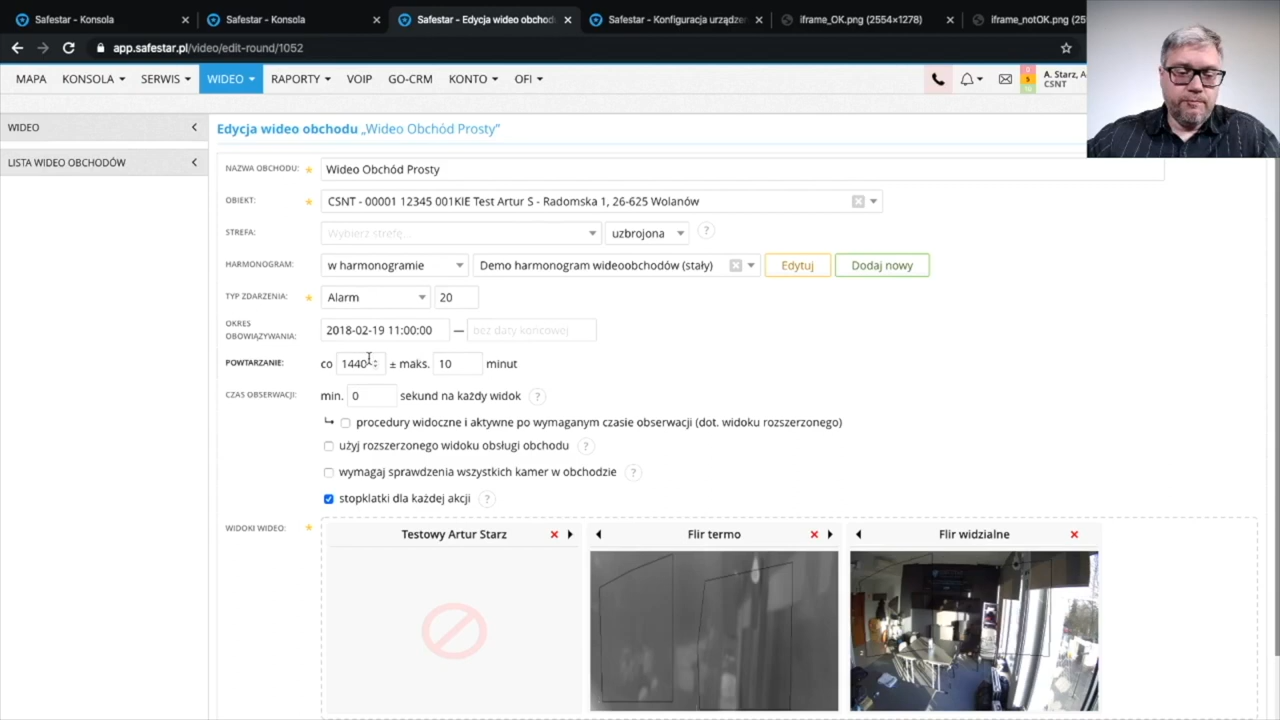 Safestar - Konsola
Safestar - Konsola
Safestar - Edycja wideo obchod
Safestar - Konfiguracja urządzeń
iframe_OK.png (2554×1278)
iframe_notOK.png (25
app.safestar.pl/video/edit-round/1052
MAPA KONSOLA SERWIS WIDEO RAPORTY VOIP GO-CRM KONTO OFI
A. Starz, A
CSNT
WIDEO
LISTA WIDEO OBCHODÓW
Edycja wideo obchodu „Wideo Obchód Prosty”
NAZWA OBCHODU: Wideo Obchód Prosty
OBIEKT: CSNT - 00001 12345 001KIE Test Artur S - Radomska 1, 26-625 Wolanów
STREFA: Wybierz strefę... uzbrojona ?
HARMONOGRAM: w harmonogramie Demo harmonogram wideoobchodów (stały) Edytuj Dodaj nowy
TYP ZDARZENIA: Alarm 20
OKRES
OBOWIĄZYWANIA: 2018-02-19 11:00:00 — bez daty końcowej
POWTARZANIE: co 1440 ± maks. 10 minut
CZAS OBSERWACJI: min. 0 sekund na każdy widok ?
procedury widoczne i aktywne po wymaganym czasie obserwacji (dot. widoku rozszerzonego)
użyj rozszerzonego widoku obsługi obchodu ?
wymagaj sprawdzenia wszystkich kamer w obchodzie ?
stopklatki dla każdej akcji ?
WIDOKI WIDEO: Testowy Artur Starz Flir termo Flir widzialne